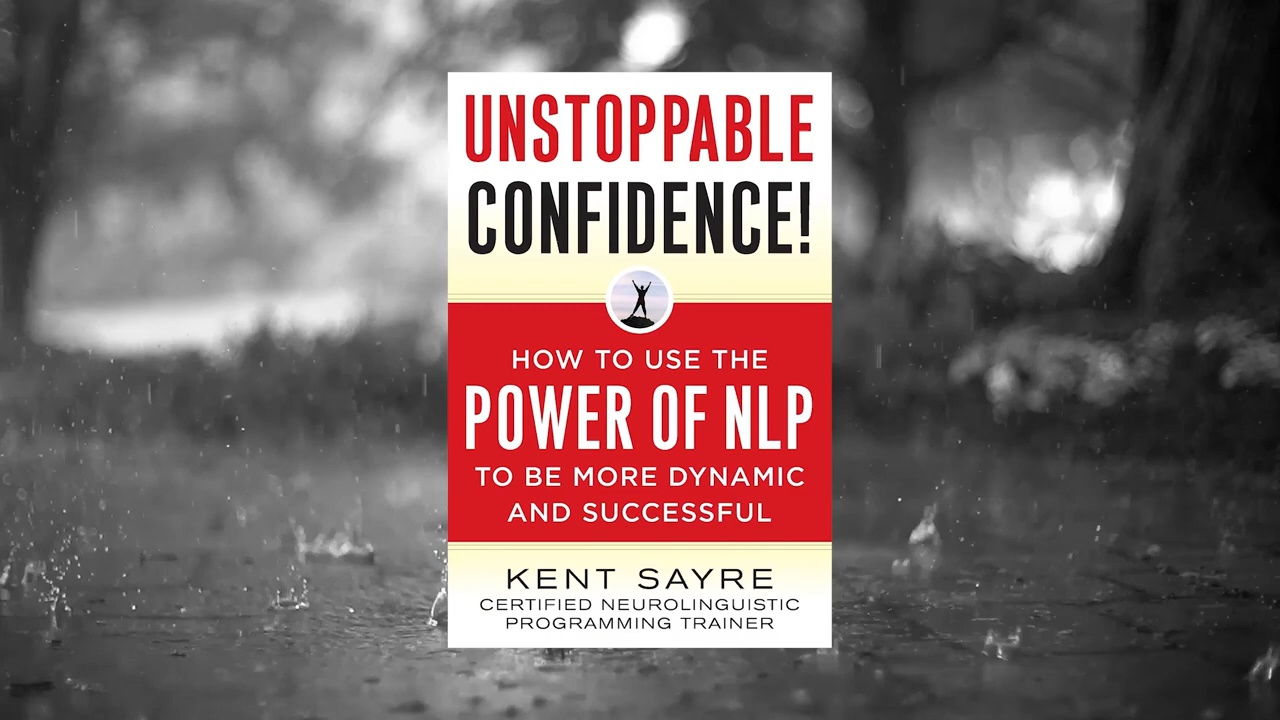 UNSTOPPABLE
CONFIDENCE!
HOW TO USE THE
POWER OF NLP
TO BE MORE DYNAMIC
AND SUCCESSFUL
KENT SAYRE
CERTIFIED NEUROLINGUISTIC
PROGRAMMING TRAINER